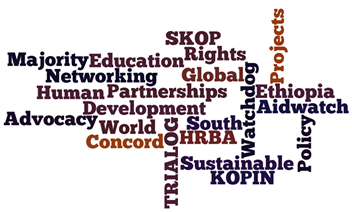 SKOP
Projects
Majority Education Rights
Networking Global
Human Partnerships Watchdog Ethiopia
Development Aidwatch
Advocacy World TRIALOG South Policy
Concord HRBA
Sustainable
KOPIN